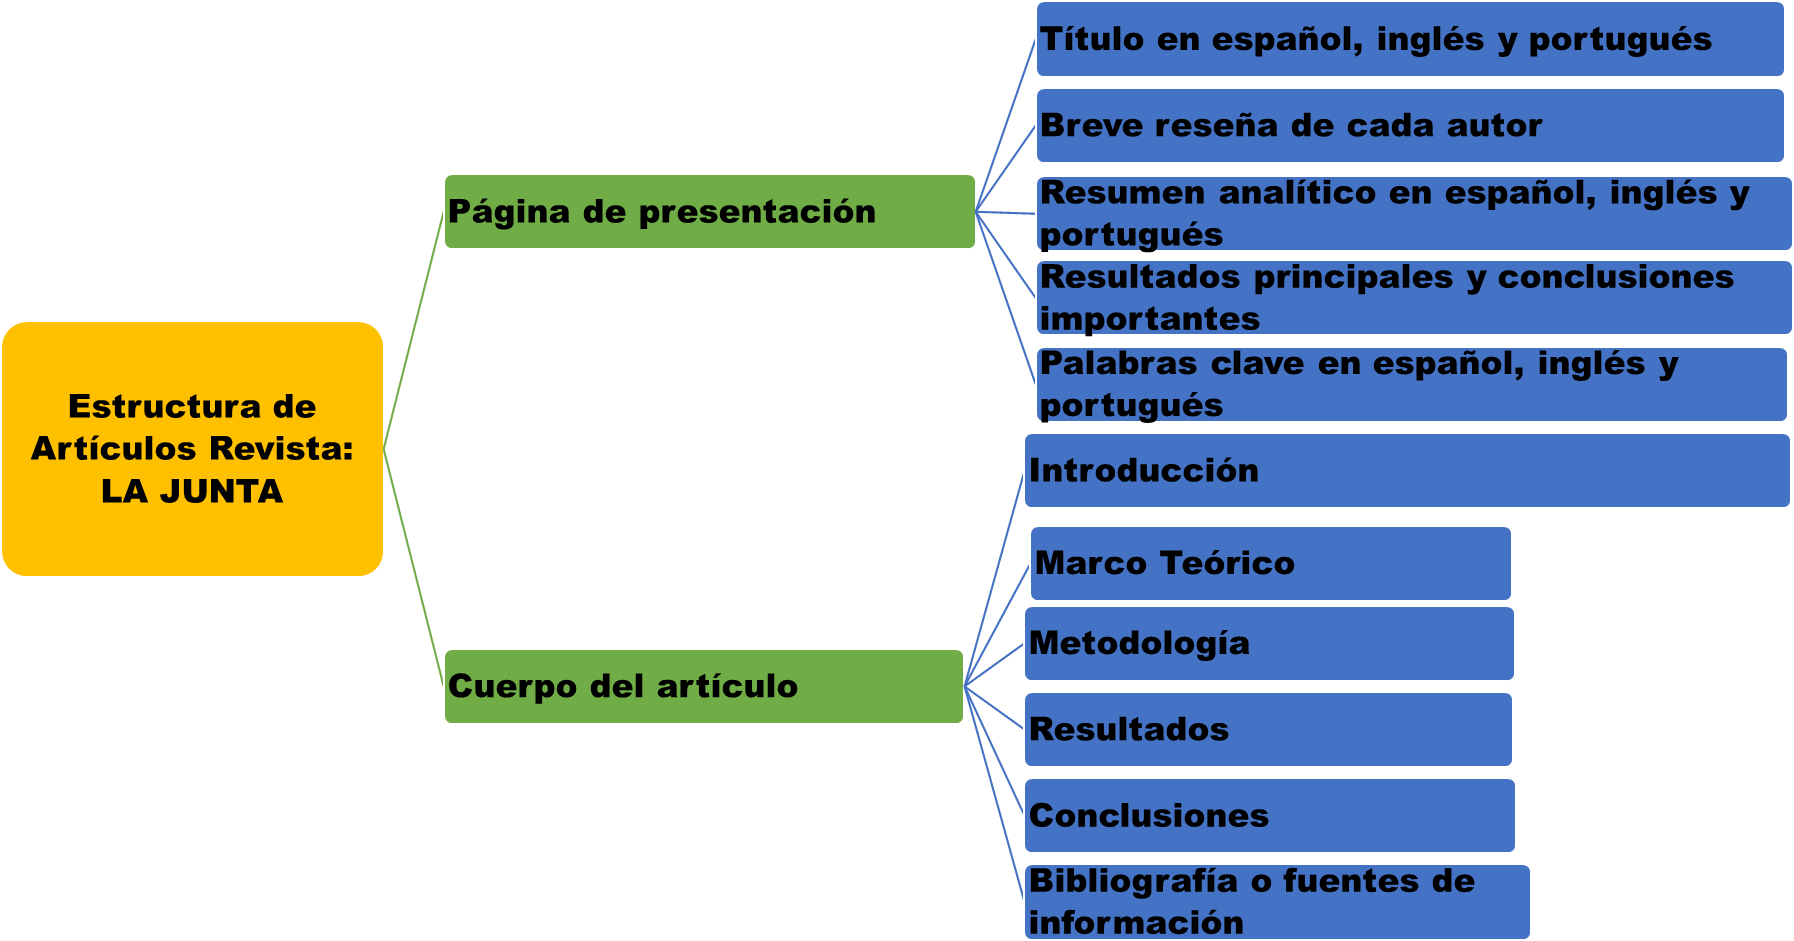 Estructura de
Artículos Revista:
LA JUNTA
Página de presentación
Título en español, inglés y portugués
Breve reseña de cada autor
Resumen analítico en español, inglés y
portugués
Resultados principales y conclusiones
importantes
Palabras clave en español, inglés y
portugués
Cuerpo del artículo
Introducción
Marco Teórico
Metodología
Resultados
Conclusiones
Bibliografía o fuentes de
información